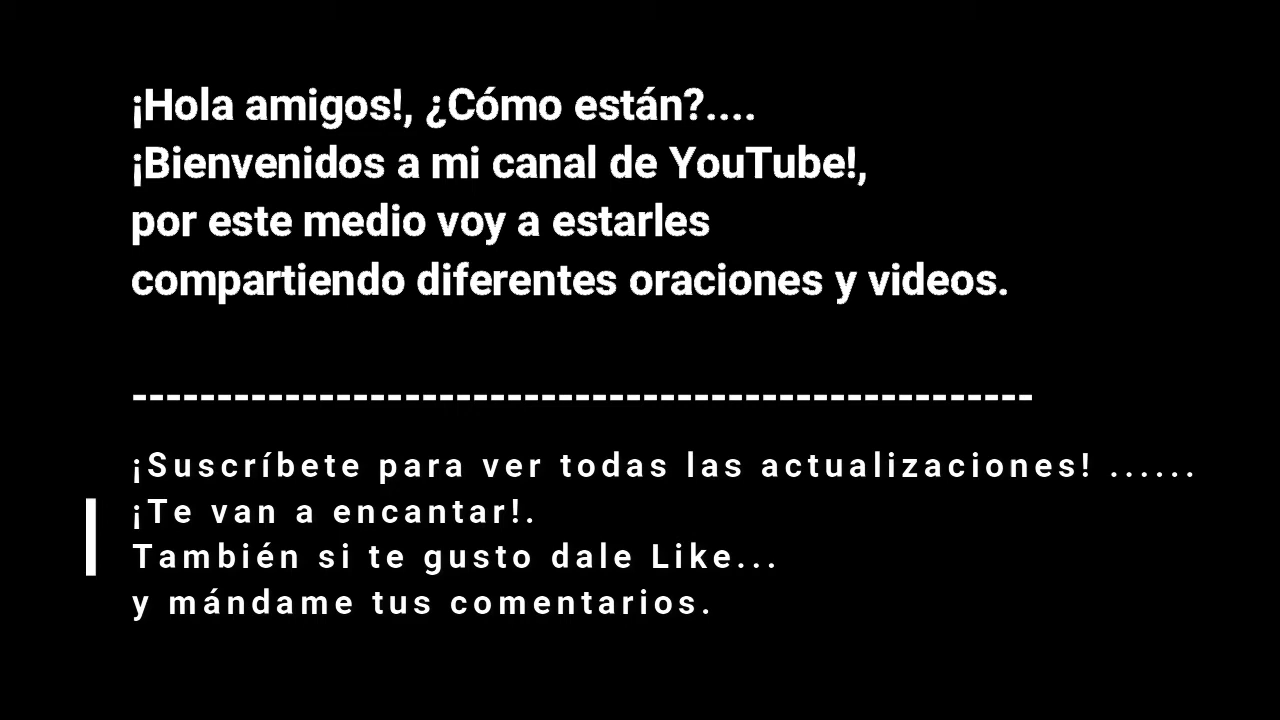 ¡Hola amigos!, ¿Cómo están?....
¡Bienvenidos a mi canal de YouTube!,
por este medio voy a estarles
compartiendo diferentes oraciones y videos.
-----------------------------------------------------
¡Suscríbete para ver todas las actualizaciones! ......
¡Te van a encantar!.
También si te gusto dale Like...
y mándame tus comentarios.